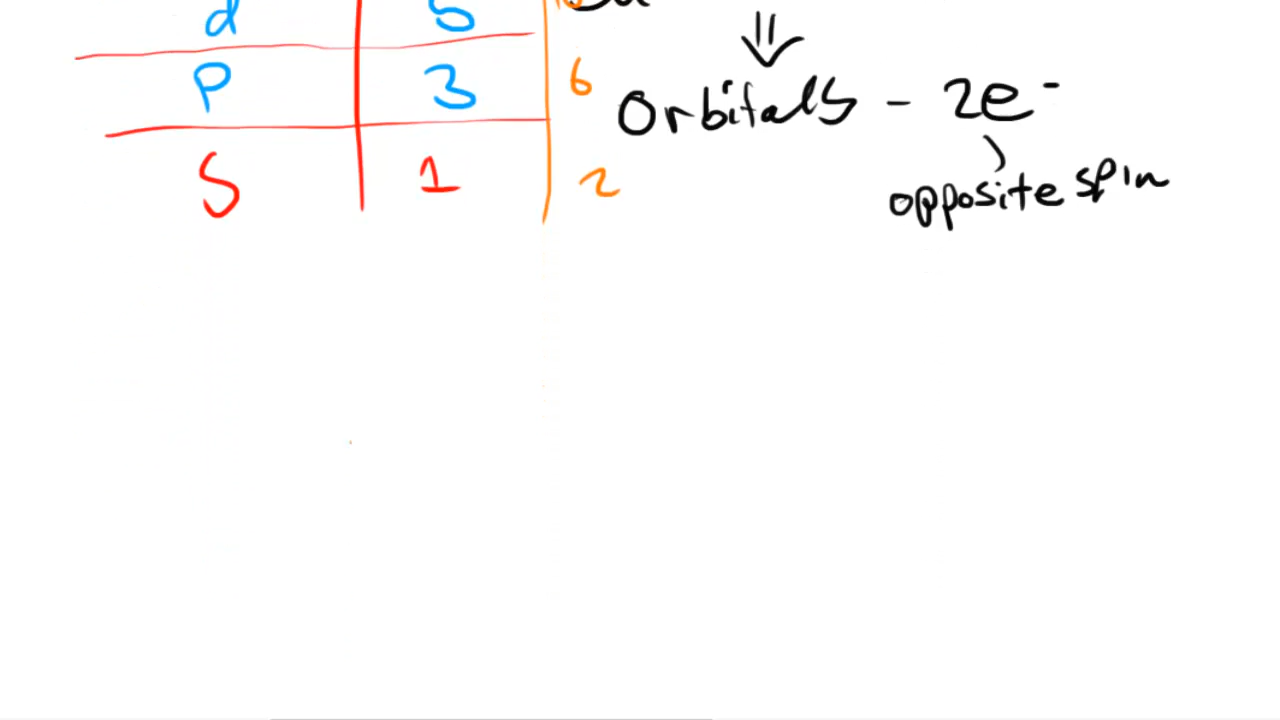 d 5
P 3 6
Orbitals - 2e⁻
S 1 2
opposite spin